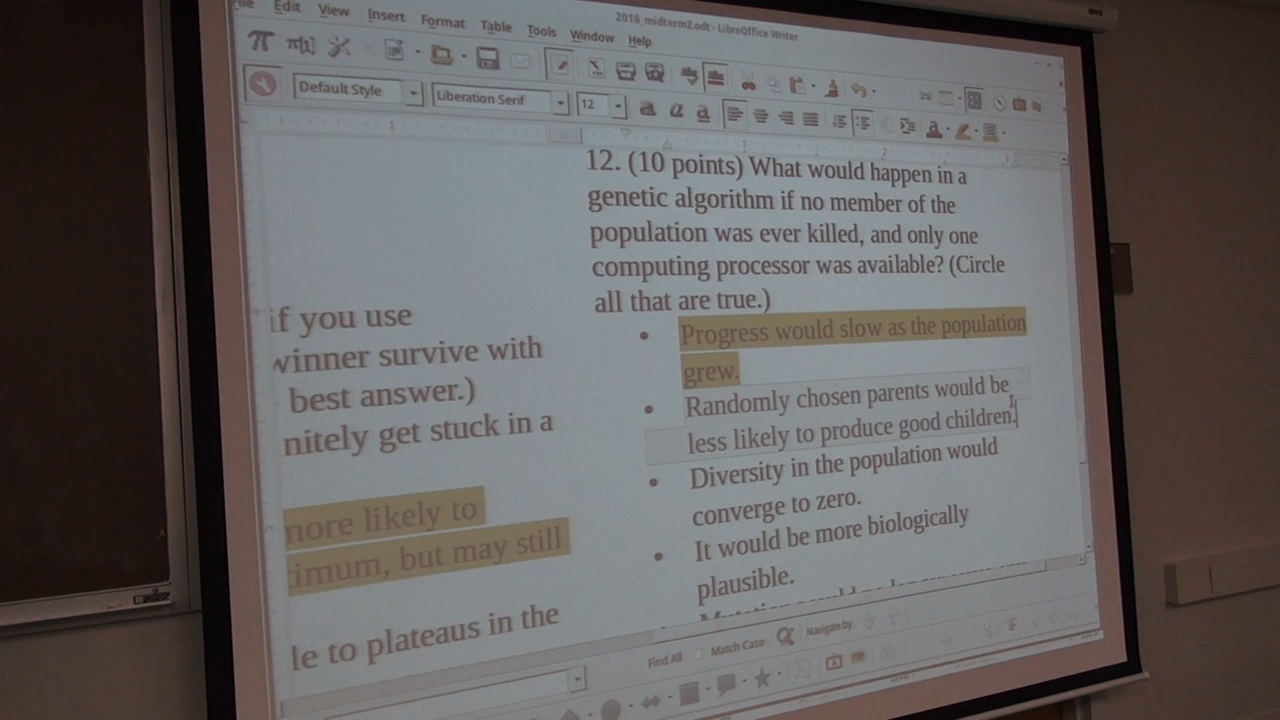 Edit View Insert Format Table Tools Window Help
2016_midterm2.odt - LibreOffice Writer
Default Style
Liberation Serif
12
if you use
winner survive with
best answer.)
nitely get stuck in a
more likely to
imum, but may still
le to plateaus in the
12. (10 points) What would happen in a
genetic algorithm if no member of the
population was ever killed, and only one
computing processor was available? (Circle
all that are true.)
• Progress would slow as the population
grew.
• Randomly chosen parents would be
less likely to produce good children.
• Diversity in the population would
converge to zero.
• It would be more biologically
plausible.
Find All
Match Case
Navigate by